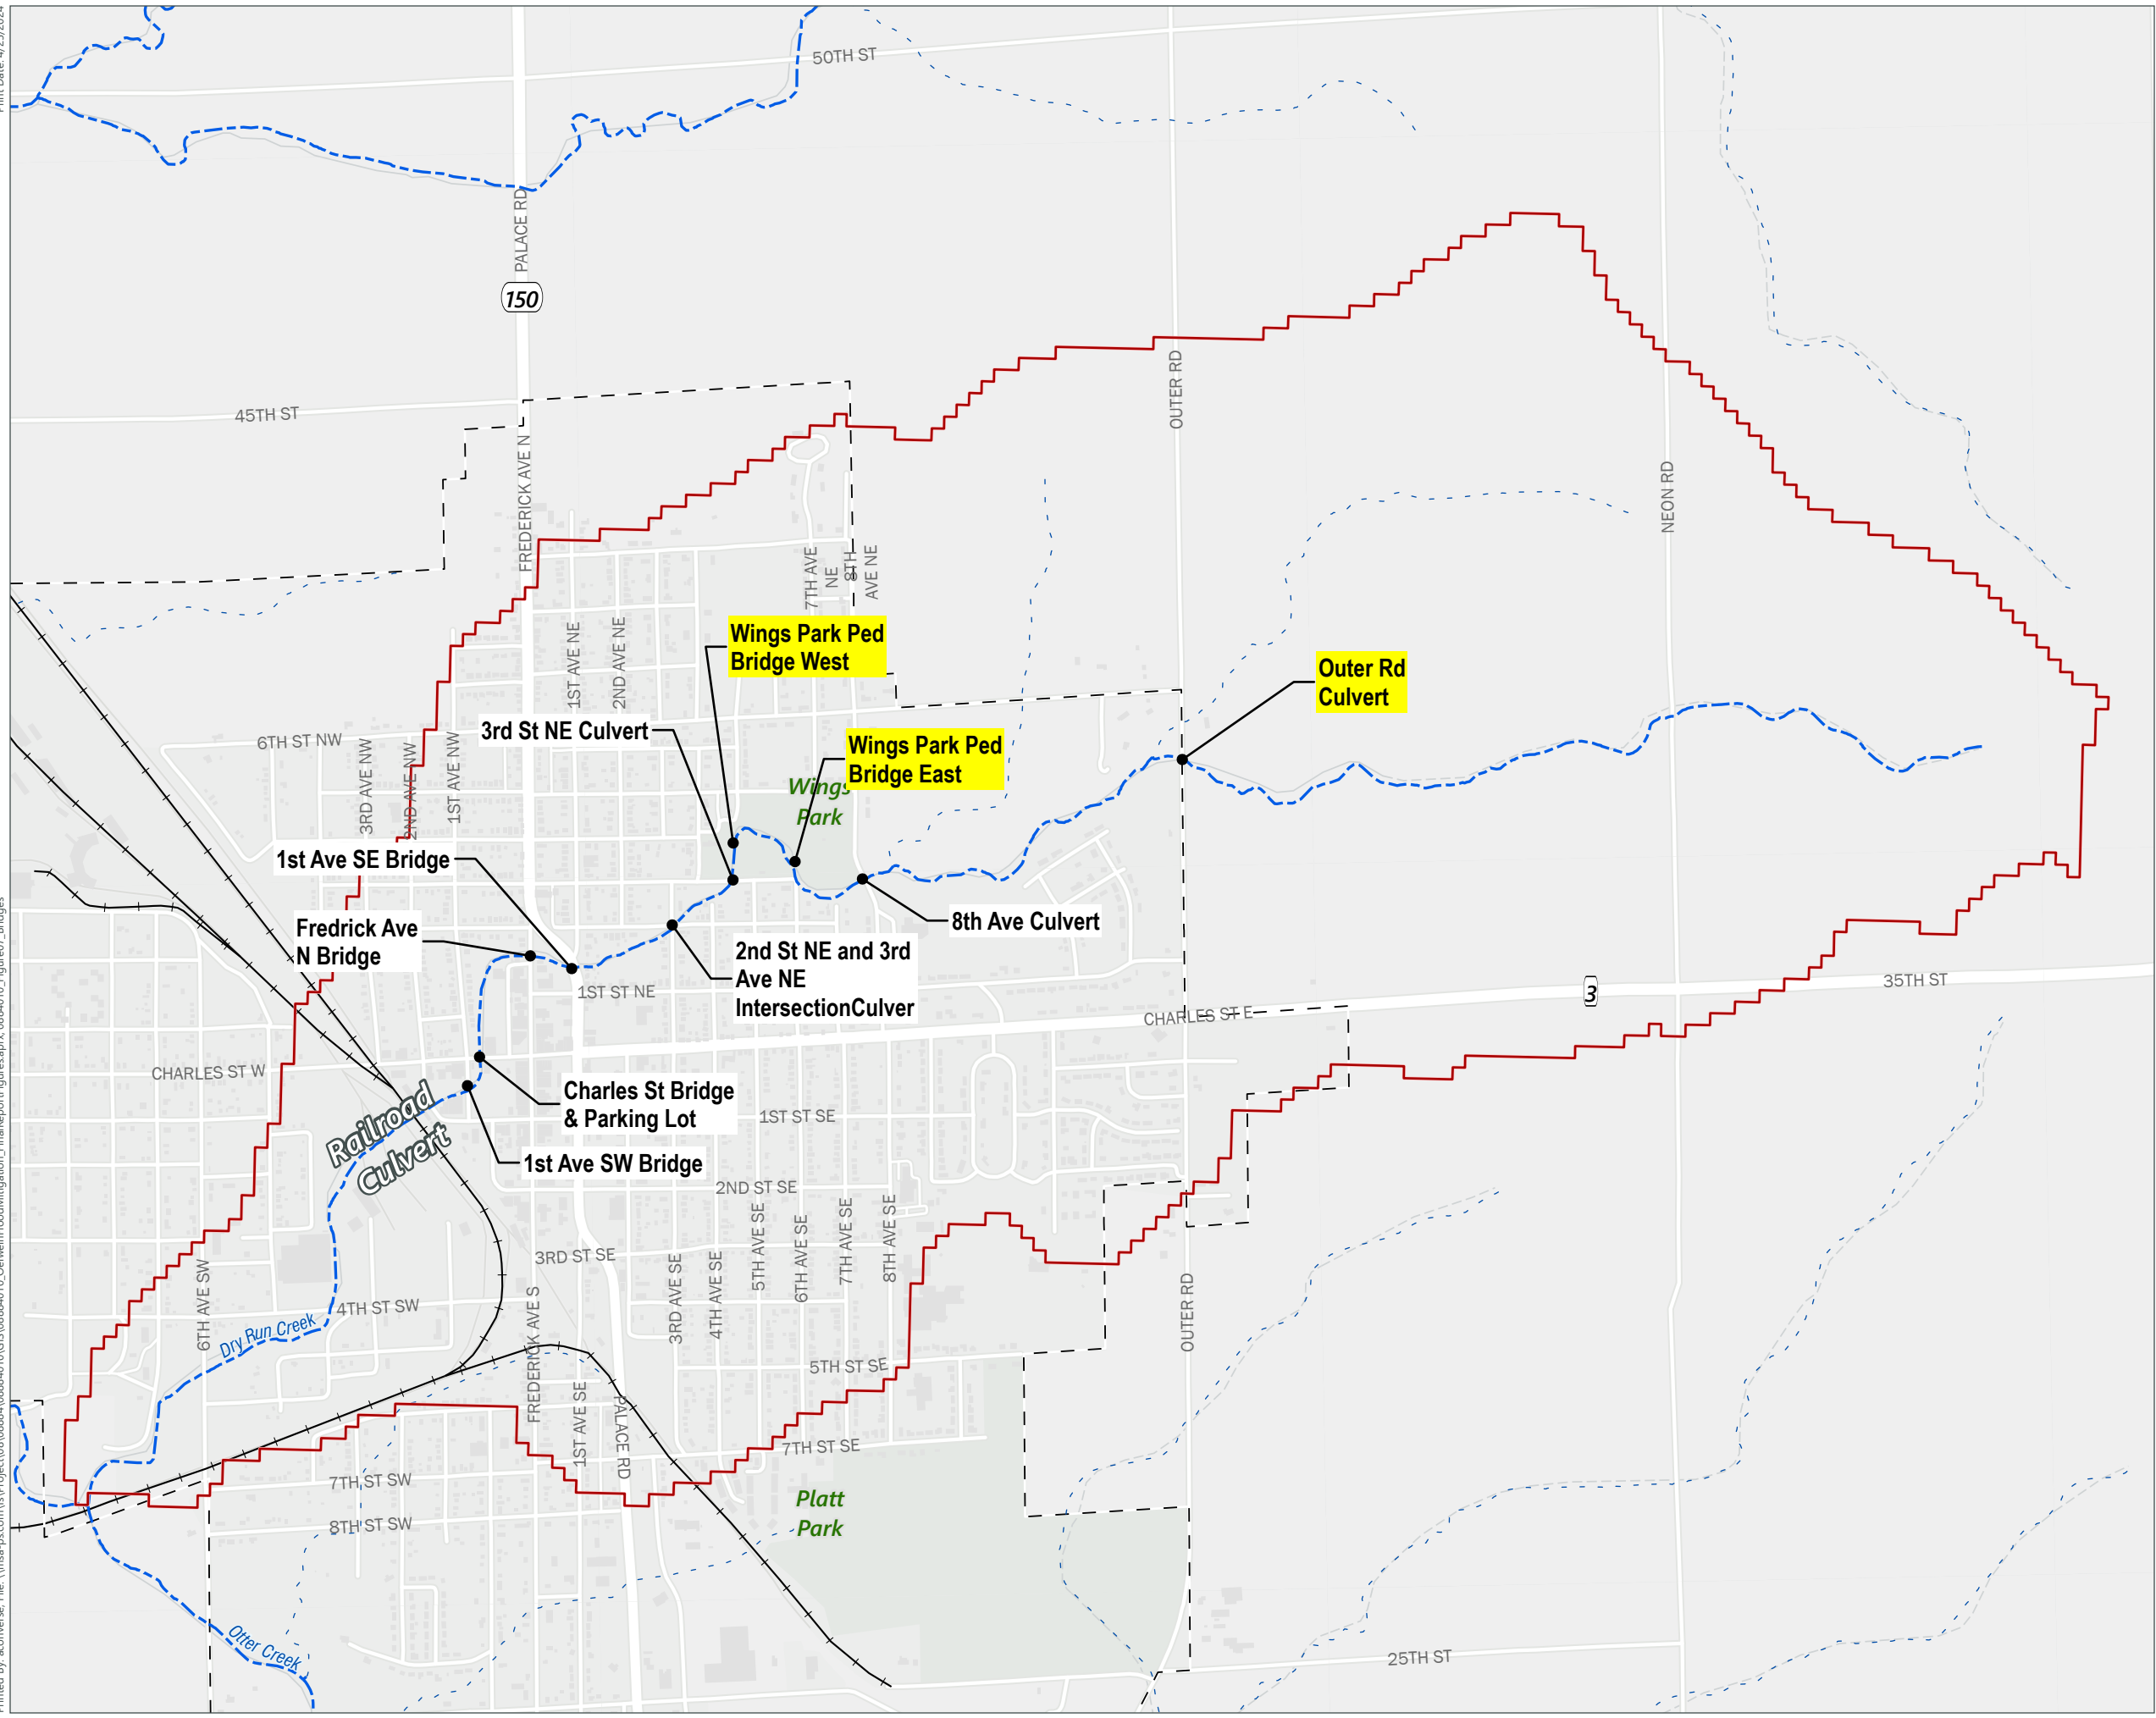 Print Date: 4/23/2024
50TH ST
PALACE RD
150
45TH ST
FREDERICK AVE N
OUTER RD
NEON RD
7TH AVE
NE
8TH
AVE NE
1ST AVE NE
2ND AVE NE
Wings Park Ped
Bridge West
Outer Rd
Culvert
3rd St NE Culvert
6TH ST NW
3RD AVE NW
2ND AVE NW
1ST AVE NW
Wings Park Ped
Bridge East
Wings
Park
1st Ave SE Bridge
Fredrick Ave
N Bridge
8th Ave Culvert
2nd St NE and 3rd
Ave NE
IntersectionCulver
1ST ST NE
3
35TH ST
CHARLES ST E
CHARLES ST W
Railroad
Culvert
Charles St Bridge
& Parking Lot
1ST ST SE
1st Ave SW Bridge
2ND ST SE
3RD ST SE
3RD AVE SE
4TH AVE SE
5TH AVE SE
6TH AVE SE
7TH AVE SE
8TH AVE SE
OUTER RD
6TH AVE SW
4TH ST SW
Dry Run Creek
FREDERICK AVE S
5TH ST SE
1ST AVE SE
PALACE RD
7TH ST SE
7TH ST SW
8TH ST SW
Platt
Park
Otter Creek
25TH ST